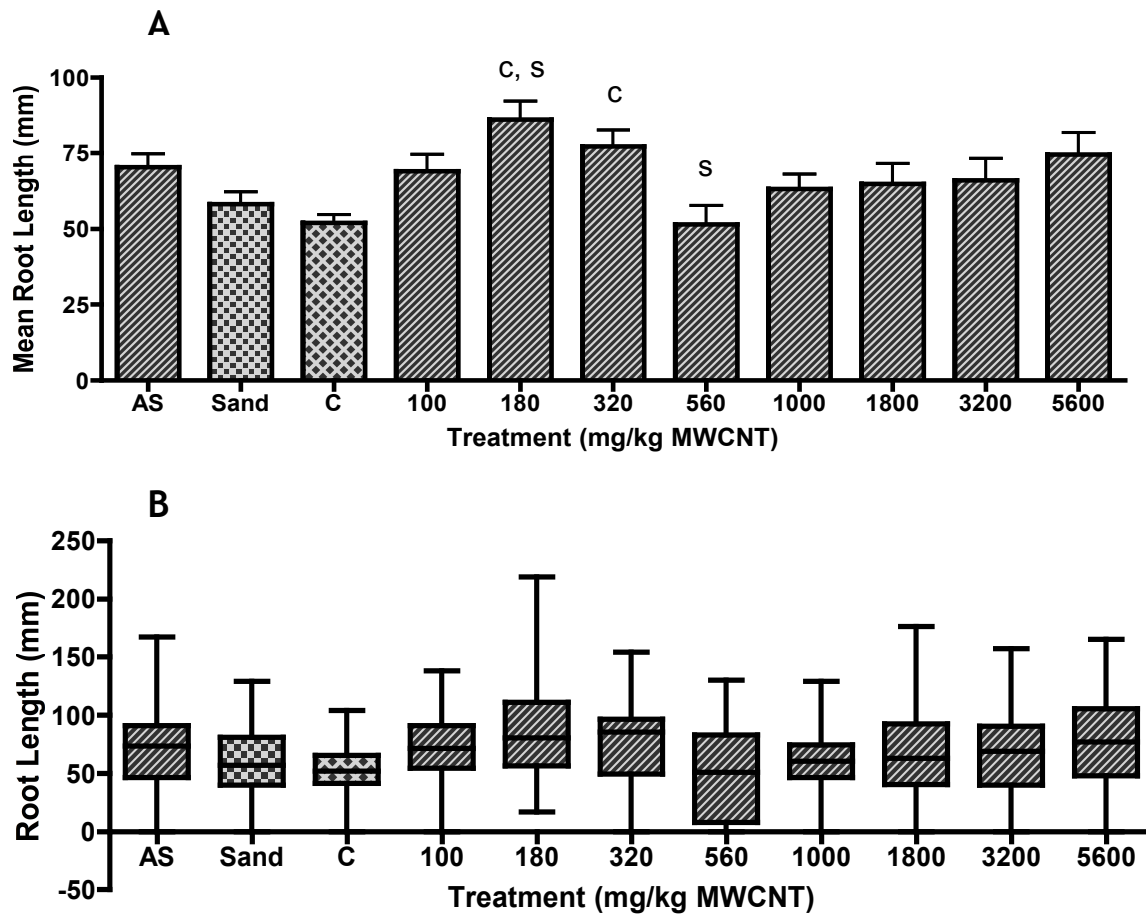 A
Mean Root Length (mm)
100
75
50
25
0
C, S
C
S
AS Sand C 100 180 320 560 1000 1800 3200 5600
Treatment (mg/kg MWCNT)
B
Root Length (mm)
250
200
150
100
50
0
-50
AS Sand C 100 180 320 560 1000 1800 3200 5600
Treatment (mg/kg MWCNT)